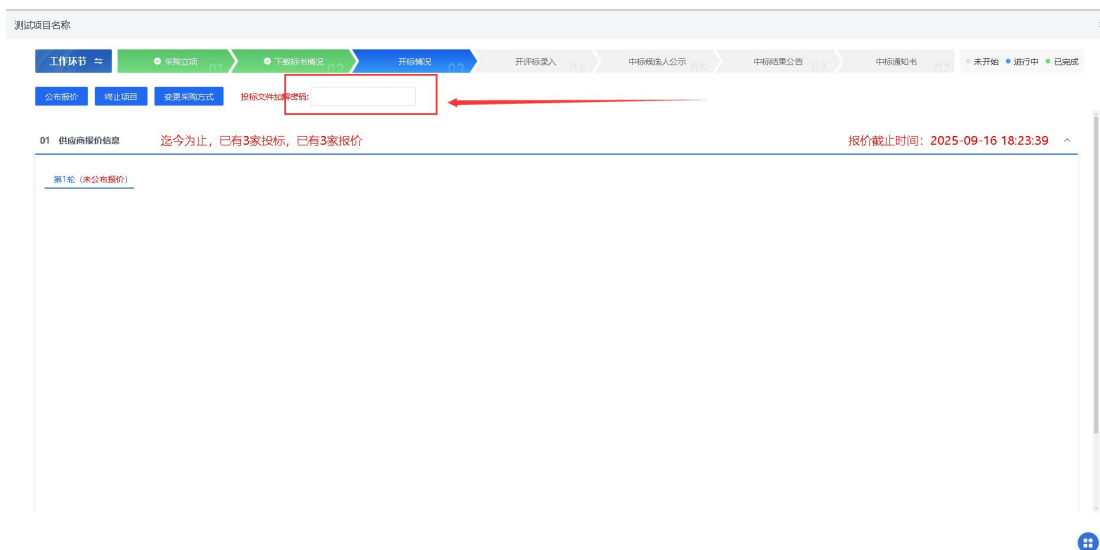 测试项目名称
工作环节 采购立项 01 下载标书情况 02 开标情况 03 开评标录入 04 中标候选人公示 05 中标结果公告 06 中标通知书 07 未开始 进行中 已完成
公布报价 终止项目 变更采购方式 投标文件加解密码:
01 供应商报价信息 迄今为止，已有3家投标，已有3家报价 报价截止时间：2025-09-16 18:23:39
第1轮（未公布报价）